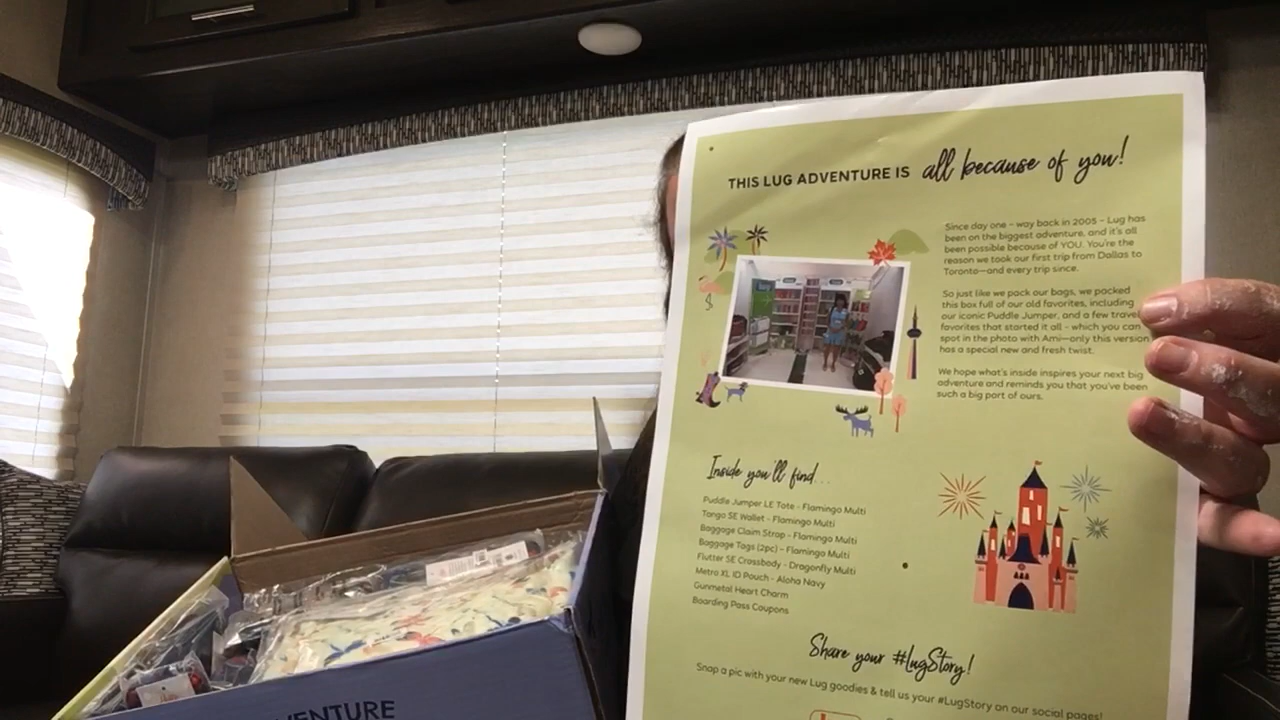 THIS LUG ADVENTURE IS all because of you!
Since day one - way back in 2005 - Lug has
been on the biggest adventure, and it's all
been possible because of YOU. You're the
reason we took our first trip from Dallas to
Toronto—and every trip since.
So just like we pack our bags, we packed
this box full of our old favorites, including
our iconic Puddle Jumper, and a few travel
favorites that started it all - which you can
spot in the photo with Ami—only this version
has a special new and fresh twist.
We hope what's inside inspires your next big
adventure and reminds you that you've been
such a big part of ours.
Inside you'll find...
Puddle Jumper LE Tote - Flamingo Multi
Tango SE Wallet - Flamingo Multi
Baggage Claim Strap - Flamingo Multi
Baggage Tags (2pc) - Flamingo Multi
Flutter SE Crossbody - Dragonfly Multi
Metro XL ID Pouch - Aloha Navy
Gunmetal Heart Charm
Boarding Pass Coupons
Share your #LugStory!
Snap a pic with your new Lug goodies & tell us your #LugStory on our social pages!
VENTURE